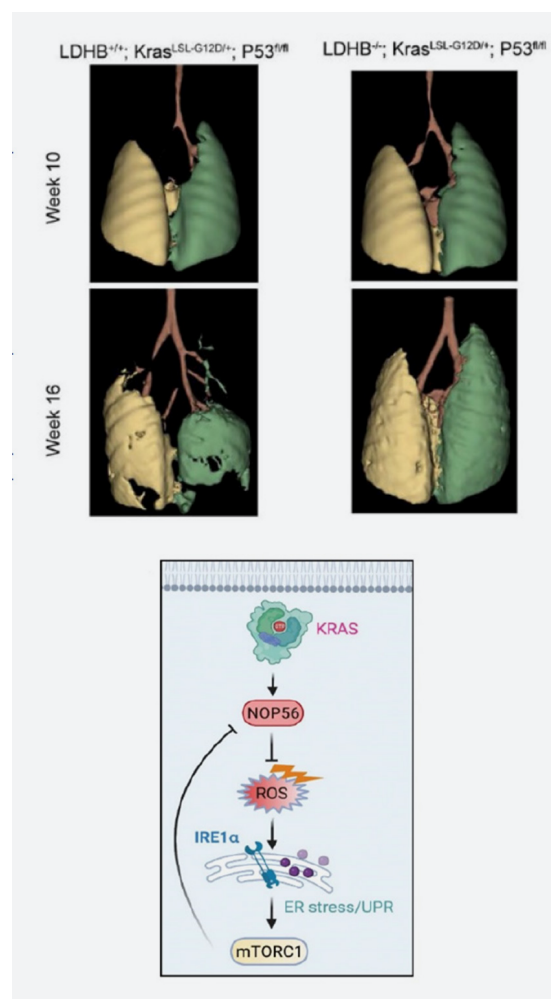 LDHB+/+; KrasLSL-G12D/+; P53fl/fl
LDHB-/-; KrasLSL-G12D/+; P53fl/fl
Week 10
Week 16
KRAS
NOP56
ROS
IRE1α
ER stress/UPR
mTORC1